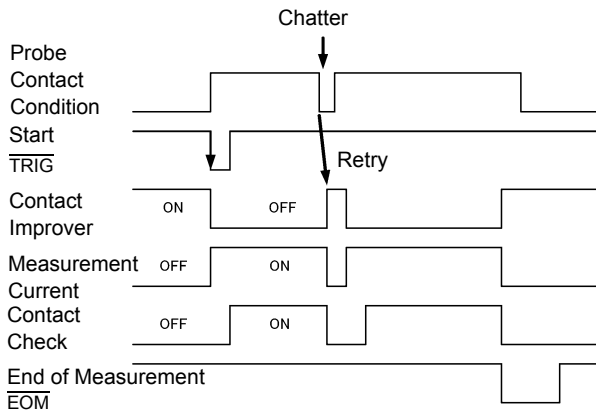 Chatter
Probe
Contact
Condition
Start
TRIG
Retry
Contact
Improver
ON OFF
Measurement
Current
OFF ON
Contact
Check
OFF ON
End of Measurement
EOM